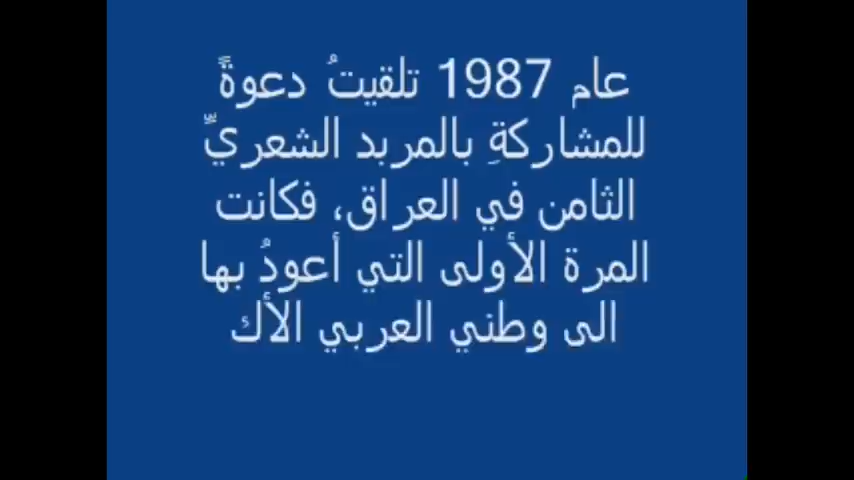 عام 1987 تلقيتُ دعوةً
للمشاركةِ بالمربد الشعريِّ
الثامن في العراق، فكانت
المرة الأولى التي أعودُ بها
الى وطني العربي الأك